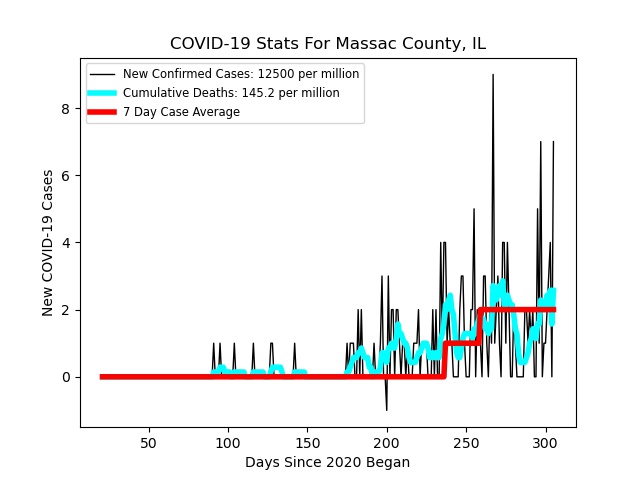 COVID-19 Stats For Massac County, IL
New Confirmed Cases: 12500 per million
Cumulative Deaths: 145.2 per million
7 Day Case Average
New COVID-19 Cases
8
6
4
2
0
50 100 150 200 250 300
Days Since 2020 Began